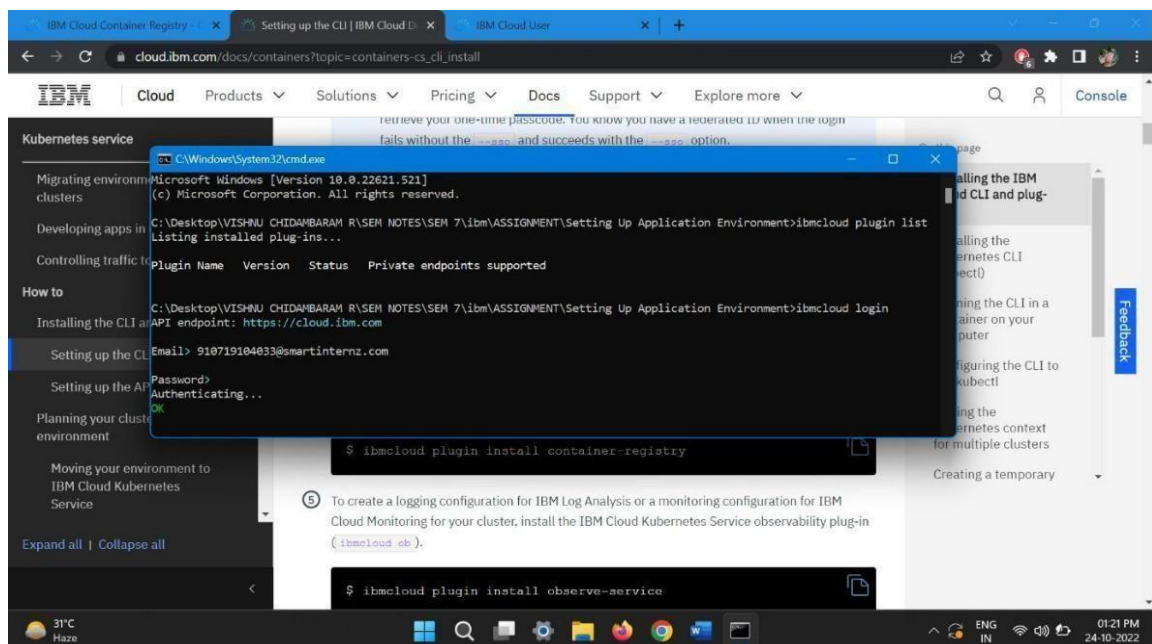 IBM Cloud Container Registry - C
Setting up the CLI | IBM Cloud D
IBM Cloud User
cloud.ibm.com/docs/containers?topic=containers-cs_cli_install
IBM Cloud Products Solutions Pricing Docs Support Explore more Console
retrieve your one-time passcode. You know you have a federated ID when the login
fails without the --sso and succeeds with the --sso option.
Kubernetes service
Migrating environm
clusters
Developing apps in
Controlling traffic to
How to
Installing the CLI an
Setting up the CL
Setting up the AP
Planning your cluste
environment
Moving your environment to
IBM Cloud Kubernetes
Service
Expand all | Collapse all
C:\Windows\System32\cmd.exe
Microsoft Windows [Version 10.0.22621.521]
(c) Microsoft Corporation. All rights reserved.
C:\Desktop\VISHNU CHIDAMBARAM R\SEM NOTES\SEM 7\ibm\ASSIGNMENT\Setting Up Application Environment>ibmcloud plugin list
Listing installed plug-ins...
Plugin Name Version Status Private endpoints supported
C:\Desktop\VISHNU CHIDAMBARAM R\SEM NOTES\SEM 7\ibm\ASSIGNMENT\Setting Up Application Environment>ibmcloud login
API endpoint: https://cloud.ibm.com
Email> 910719104033@smartinternz.com
Password>
Authenticating...
OK
$ ibmcloud plugin install container-registry
5 To create a logging configuration for IBM Log Analysis or a monitoring configuration for IBM
Cloud Monitoring for your cluster, install the IBM Cloud Kubernetes Service observability plug-in
( ibmcloud ob ).
$ ibmcloud plugin install observe-service
page
alling the IBM
d CLI and plug-
alling the
ernetes CLI
ectl)
ning the CLI in a
ainer on your
puter
figuring the CLI to
kubectl
ing the
ernetes context
for multiple clusters
Creating a temporary
Feedback
31°C
Haze
ENG
IN
01:21 PM
24-10-2022